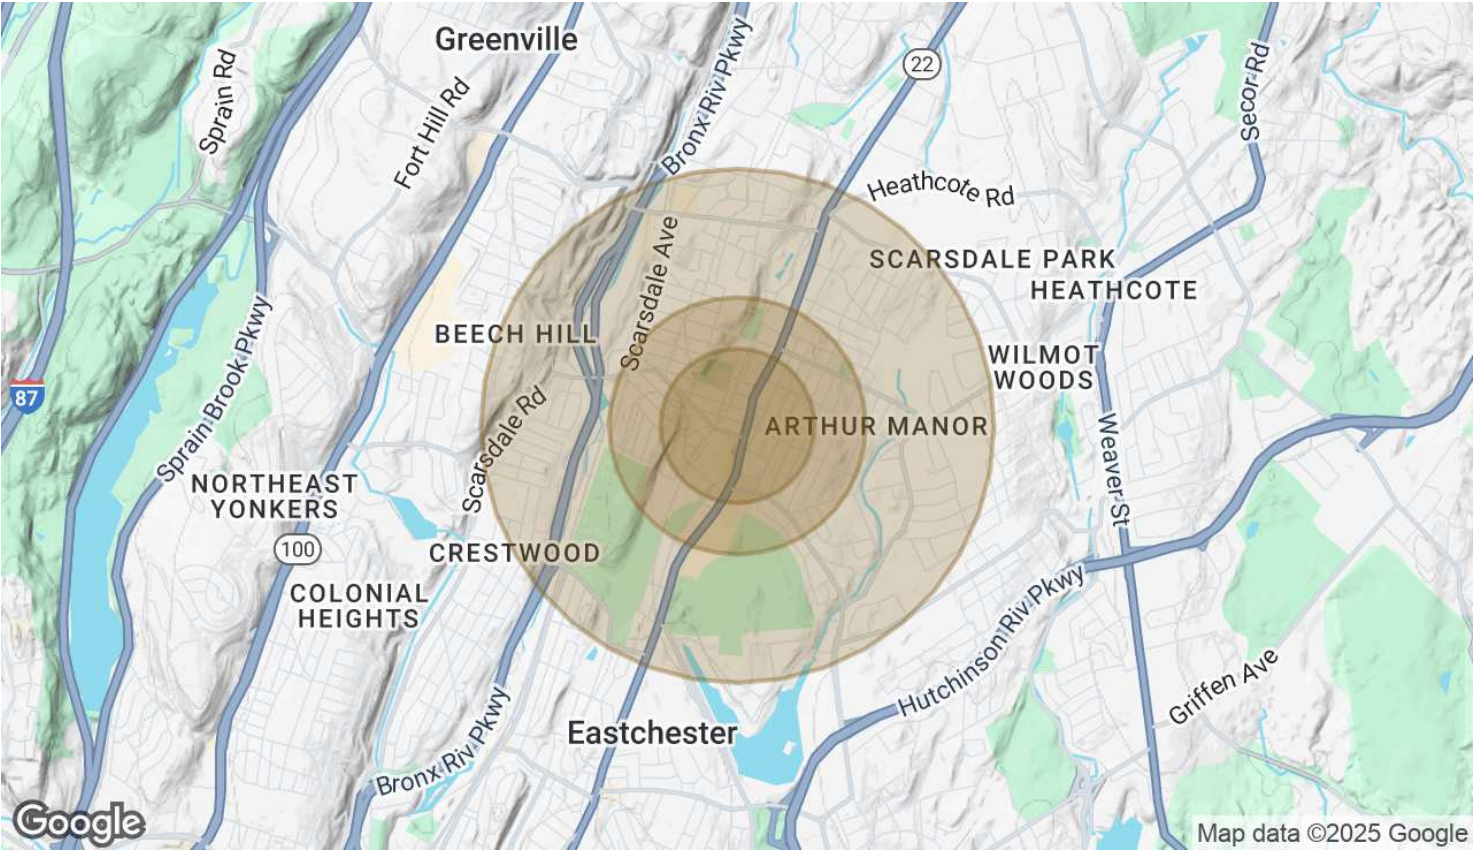 Greenville
Sprain Rd
Fort Hill Rd
Bronx Riv Pkwy
22
Secor Rd
Heathcote Rd
Scarsdale Ave
SCARSDALE PARK
HEATHCOTE
BEECH HILL
WILMOT
WOODS
87
Sprain Brook Pkwy
Scarsdale Rd
ARTHUR MANOR
Weaver St
NORTHEAST
YONKERS
100
CRESTWOOD
COLONIAL
HEIGHTS
Hutchinson Riv Pkwy
Griffen Ave
Eastchester
Bronx Riv Pkwy
Google
Map data ©2025 Google